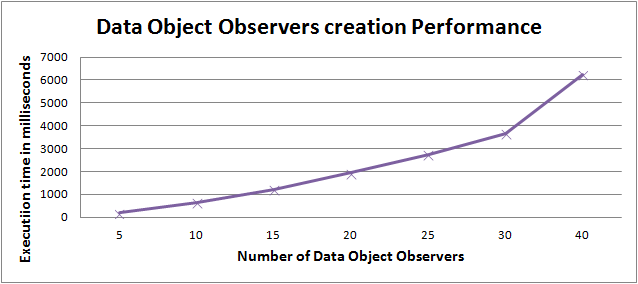 Data Object Observers creation Performance
Executiion time in milliseconds
7000
6000
5000
4000
3000
2000
1000
0
5 10 15 20 25 30 40
Number of Data Object Observers